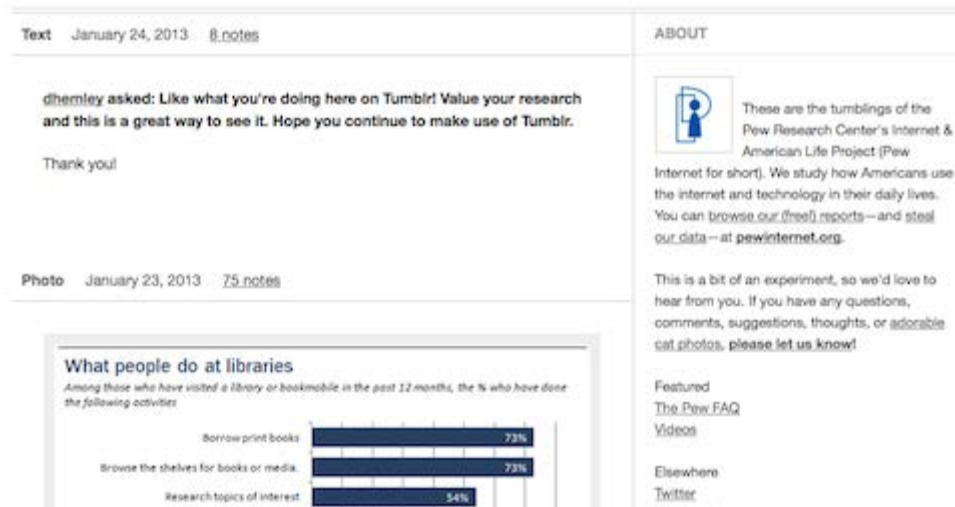 Text January 24, 2013 8 notes
dhemley asked: Like what you're doing here on Tumblr! Value your research
and this is a great way to see it. Hope you continue to make use of Tumblr.
Thank you!
Photo January 23, 2013 75 notes
What people do at libraries
Among those who have visited a library or bookmobile in the past 12 months, the % who have done
the following activities
Borrow print books 73%
Browse the shelves for books or media. 73%
Research topics of interest 54%
ABOUT
These are the tumblings of the
Pew Research Center's Internet &
American Life Project (Pew
Internet for short). We study how Americans use
the internet and technology in their daily lives.
You can browse our (free!) reports—and steal
our data—at pewinternet.org.
This is a bit of an experiment, so we'd love to
hear from you. If you have any questions,
comments, suggestions, thoughts, or adorable
cat photos, please let us know!
Featured
The Pew FAQ
Videos
Elsewhere
Twitter